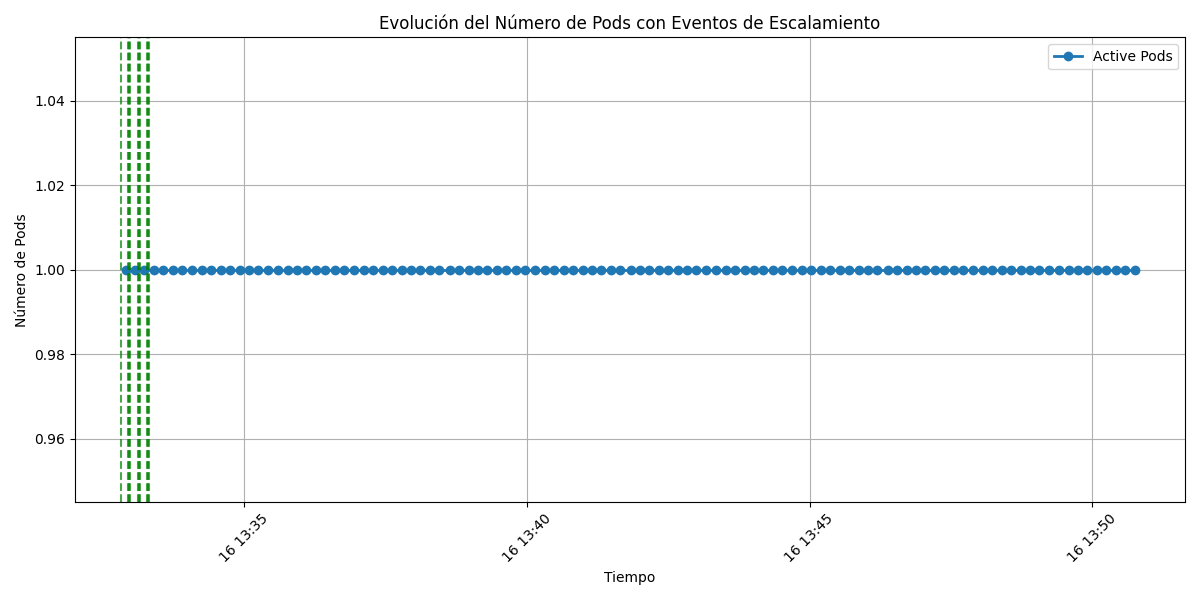 Evolución del Número de Pods con Eventos de Escalamiento
Active Pods
1.04
1.02
1.00
0.98
0.96
Número de Pods
16 13:35
16 13:40
16 13:45
16 13:50
Tiempo